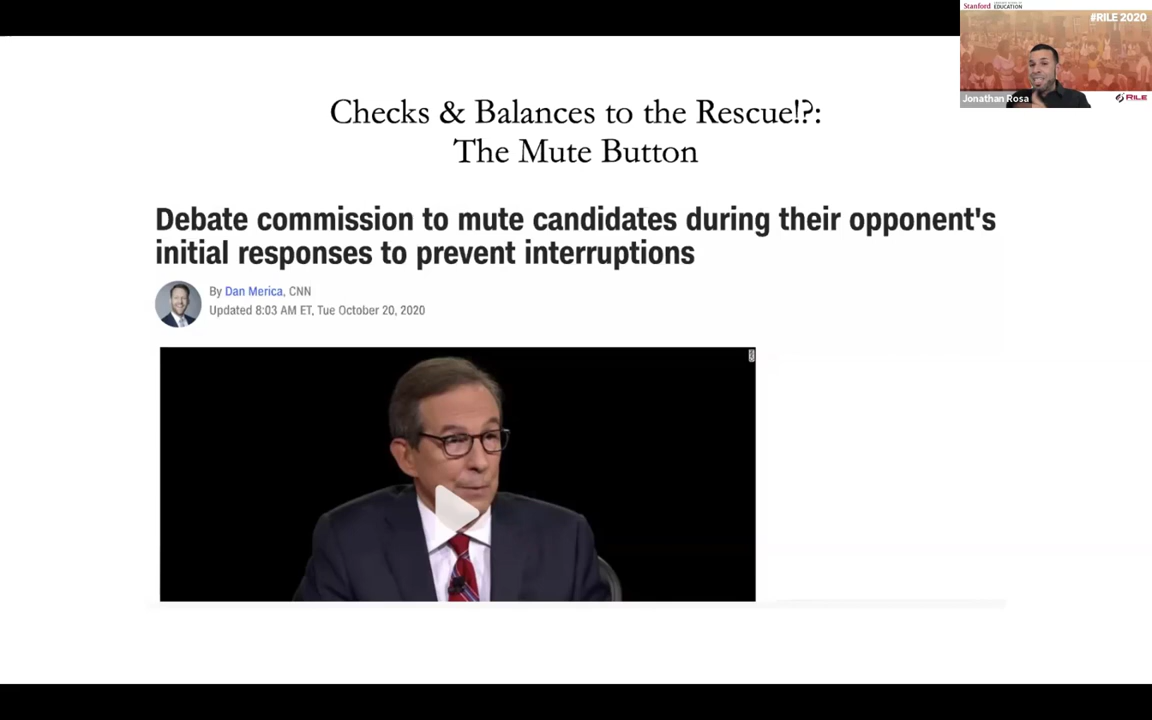 Stanford
EDUCATION
#RILE 2020
Jonathan Rosa
RILE
Checks & Balances to the Rescue!?:
The Mute Button
Debate commission to mute candidates during their opponent's
initial responses to prevent interruptions
By Dan Merica, CNN
Updated 8:03 AM ET, Tue October 20, 2020